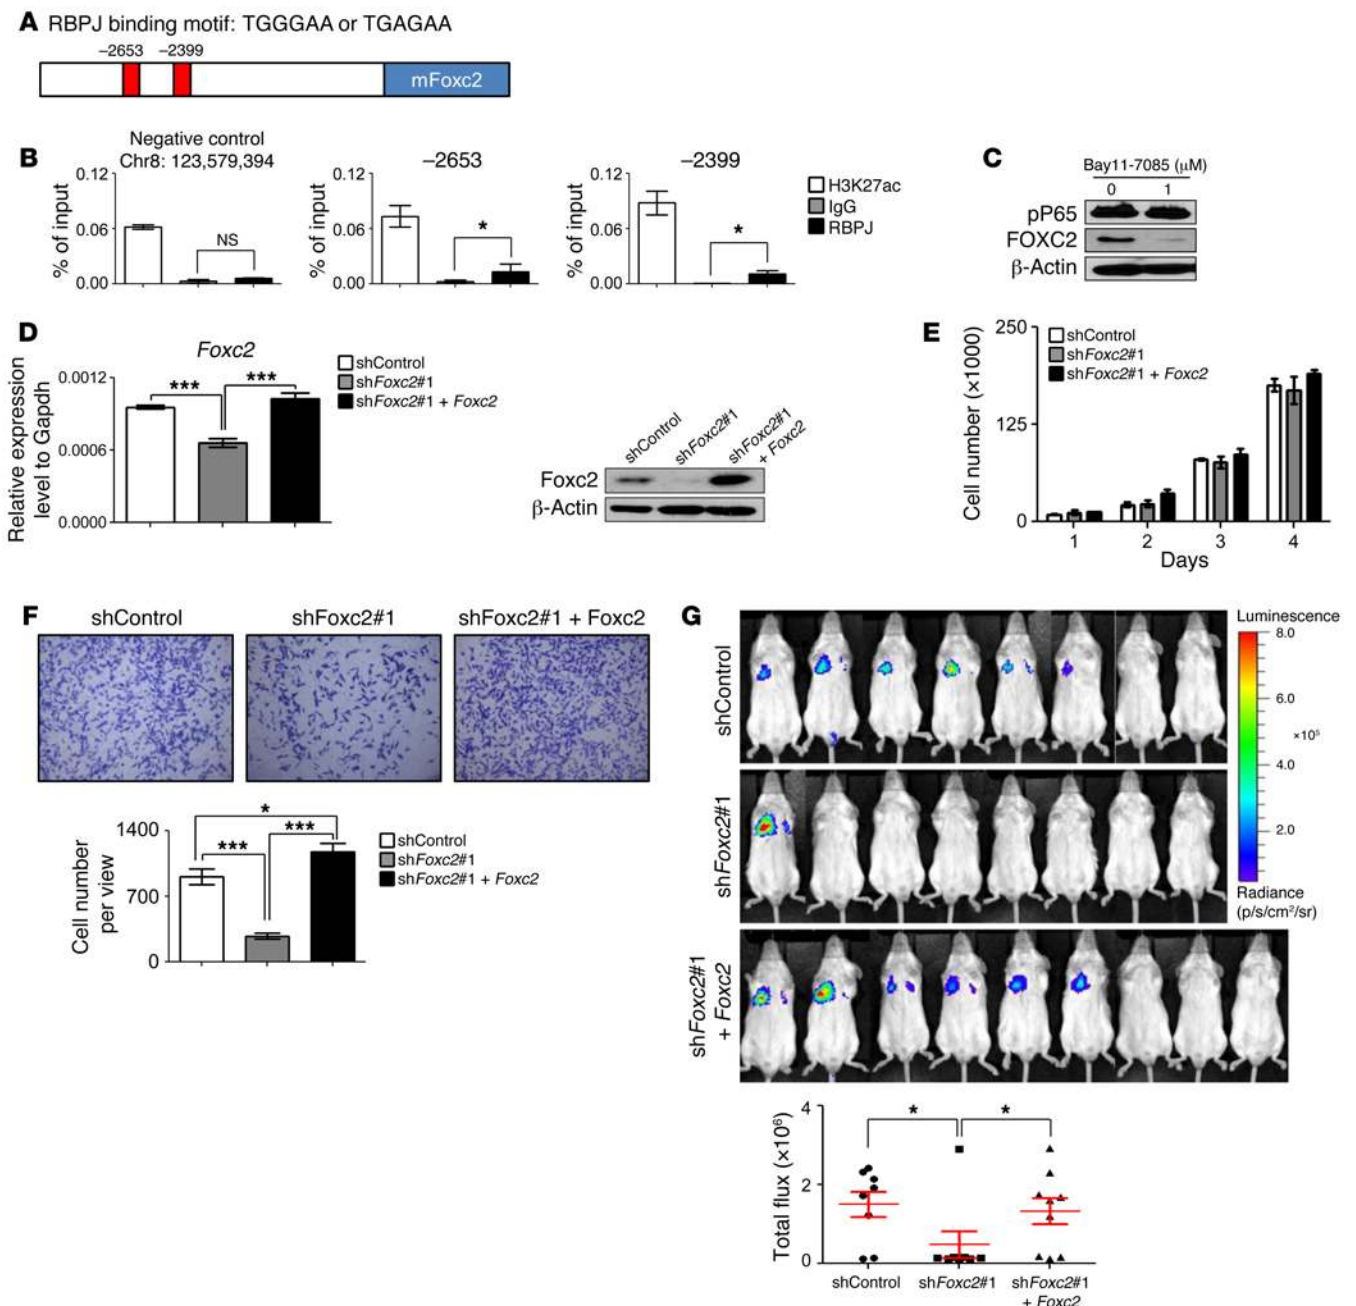 A RBPJ binding motif: TGGGAA or TGAGAA
–2653 –2399
mFoxc2
B
Negative control
Chr8: 123,579,394
–2653
–2399
% of input
0.12
0.06
0.00
NS
% of input
0.12
0.06
0.00
*
% of input
0.12
0.06
0.00
*
H3K27ac
IgG
RBPJ
C
Bay11-7085 (μM)
0 1
pP65
FOXC2
β-Actin
D
Foxc2
Relative expression
level to Gapdh
0.0012
0.0006
0.0000
*** ***
shControl
shFoxc2#1
shFoxc2#1 + Foxc2
shControl
shFoxc2#1
shFoxc2#1
+ Foxc2
Foxc2
β-Actin
E
Cell number (×1000)
250
125
0
shControl
shFoxc2#1
shFoxc2#1 + Foxc2
1 2 3 4
Days
F
shControl shFoxc2#1 shFoxc2#1 + Foxc2
Cell number
per view
1400
700
0
*
*** ***
shControl
shFoxc2#1
shFoxc2#1 + Foxc2
G
shControl
shFoxc2#1
shFoxc2#1
+ Foxc2
Luminescence
8.0
6.0
×10⁵
4.0
2.0
Radiance
(p/s/cm²/sr)
Total flux (×10⁶)
4
2
0
* *
shControl shFoxc2#1 shFoxc2#1
+ Foxc2